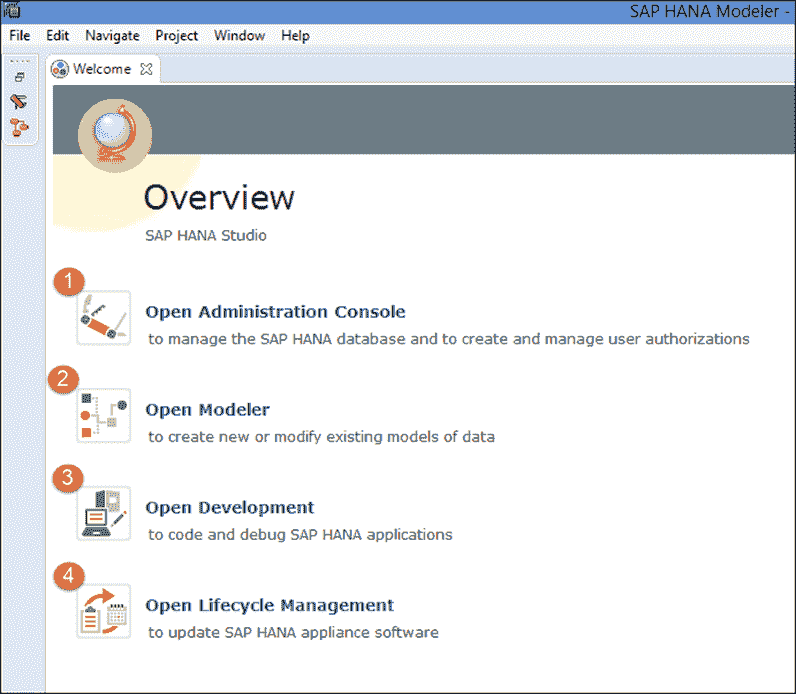 SAP HANA Modeler -
File Edit Navigate Project Window Help
Welcome
Overview
SAP HANA Studio
1
Open Administration Console
to manage the SAP HANA database and to create and manage user authorizations
2
Open Modeler
to create new or modify existing models of data
3
Open Development
to code and debug SAP HANA applications
4
Open Lifecycle Management
to update SAP HANA appliance software